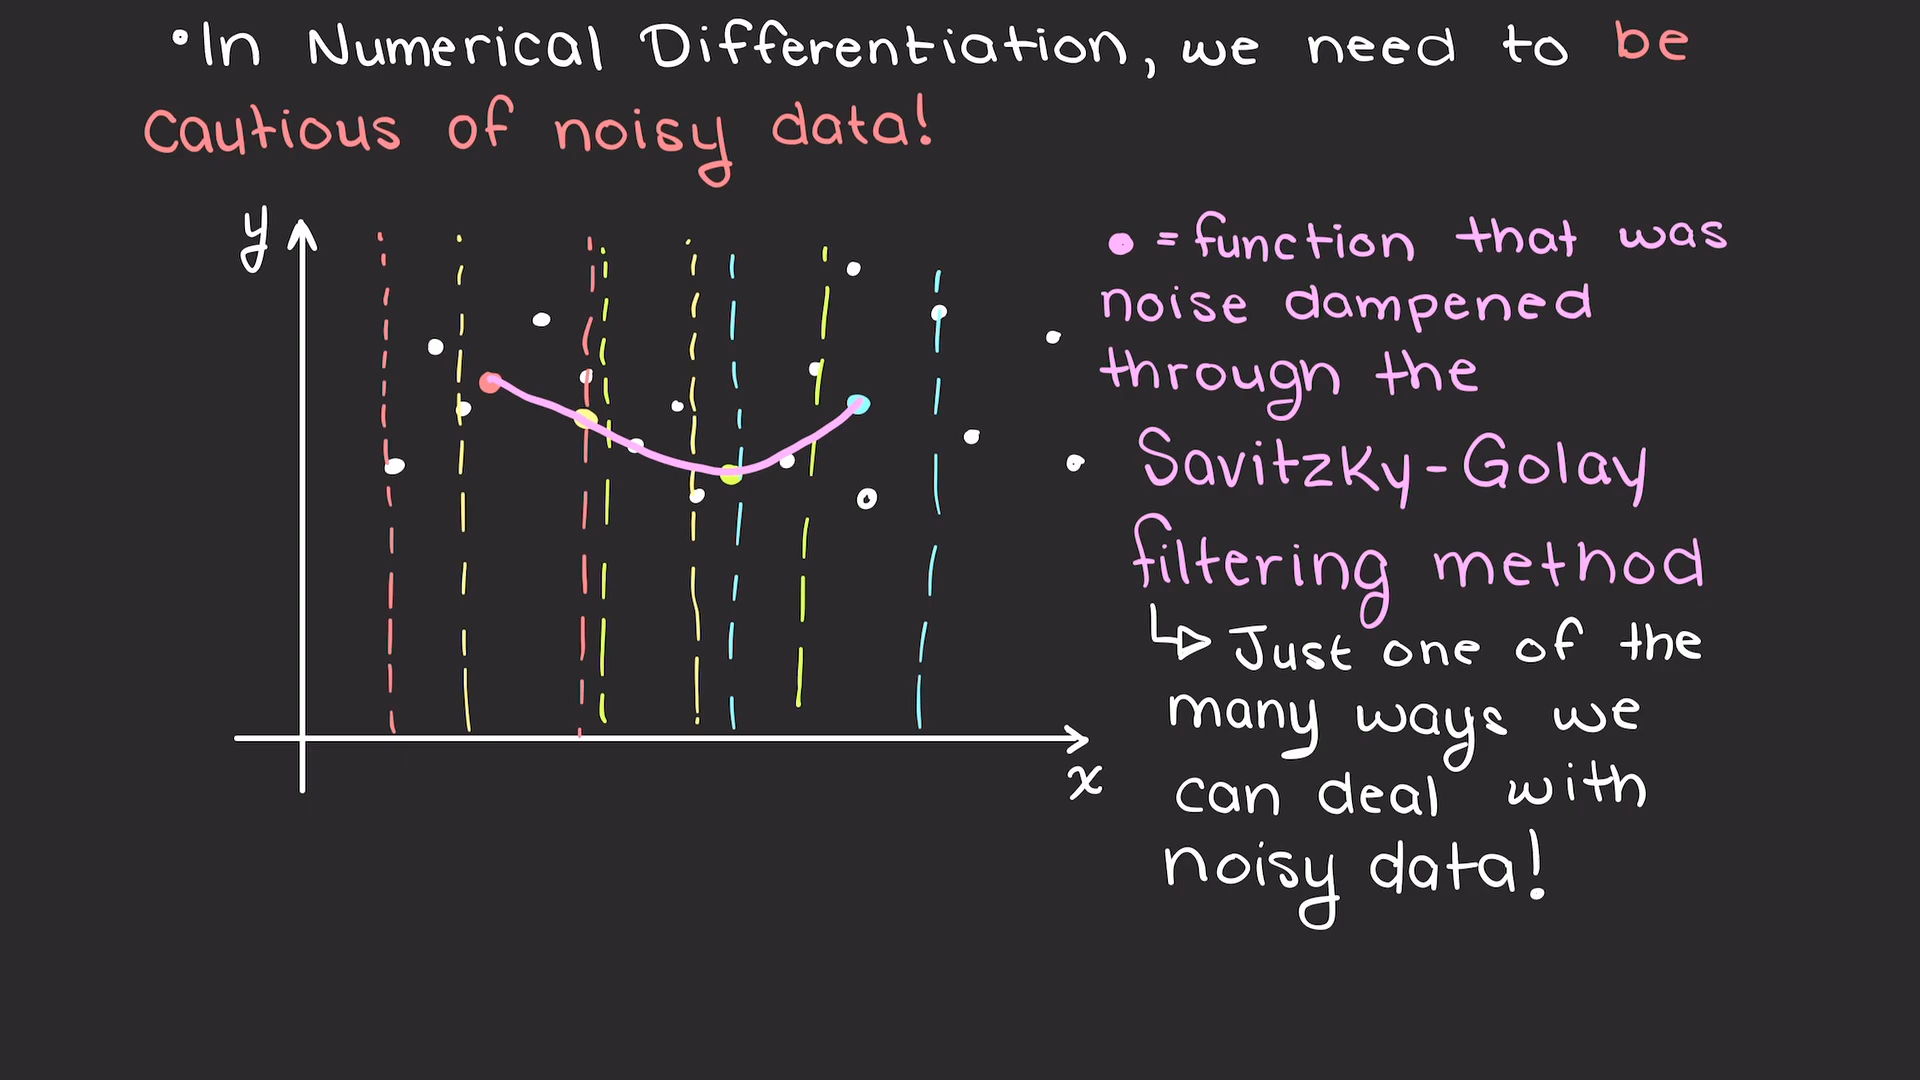 •In Numerical Differentiation, we need to be
cautious of noisy data!
y
• = function that was
noise dampened
through the
Savitzky-Golay
filtering method
↳ Just one of the
many ways we
can deal with
noisy data!
x